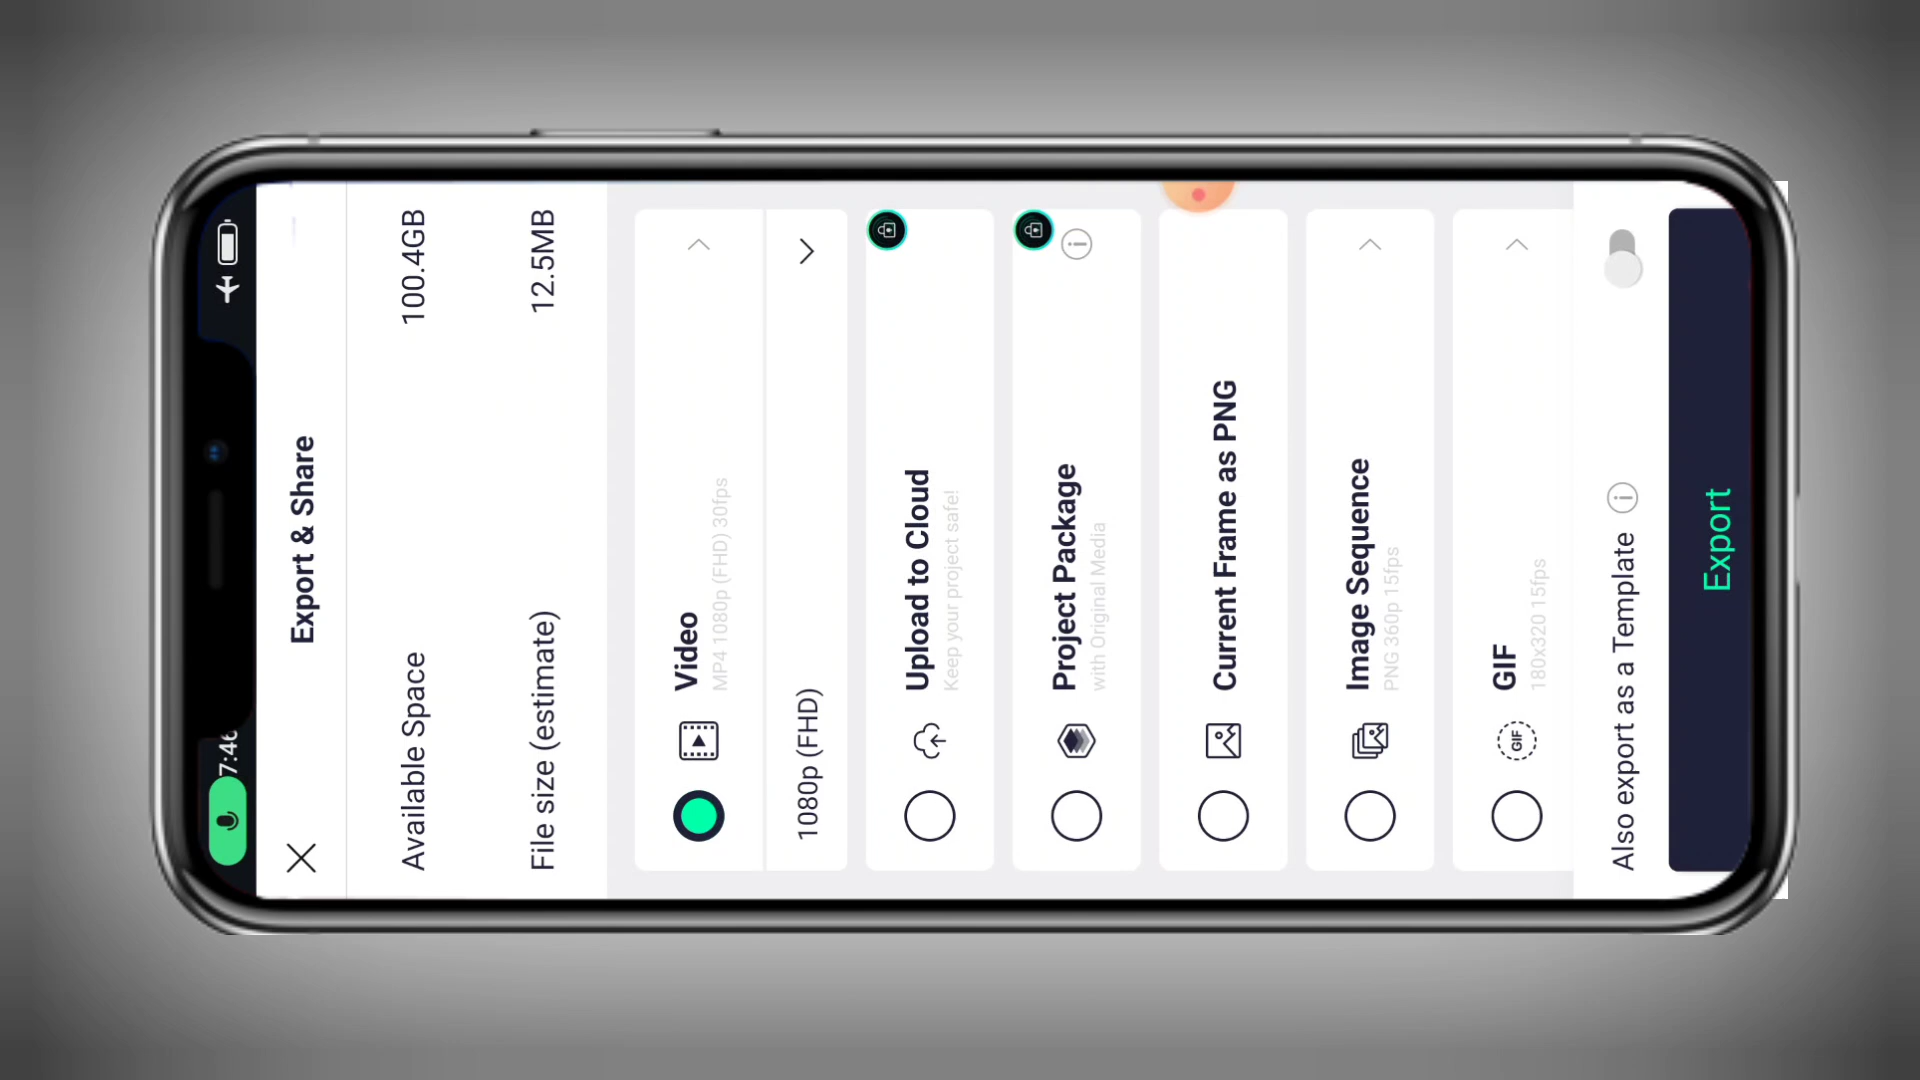 7:46
Export & Share
Available Space 100.4GB
File size (estimate) 12.5MB
Video
MP4 1080p (FHD) 30fps
1080p (FHD)
Upload to Cloud
Keep your project safe!
Project Package
with Original Media
Current Frame as PNG
Image Sequence
PNG 360p 15fps
GIF
GIF
180x320 15fps
Also export as a Template
Export